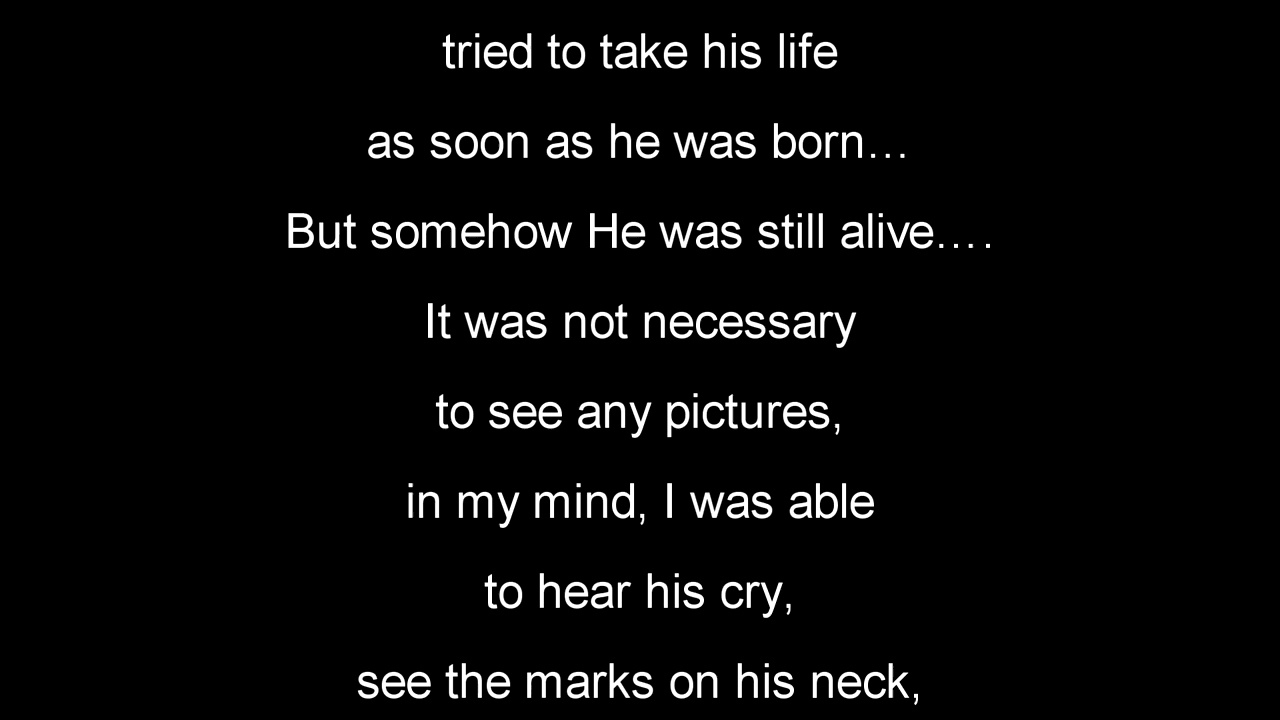 tried to take his life
as soon as he was born…
But somehow He was still alive….
It was not necessary
to see any pictures,
in my mind, I was able
to hear his cry,
see the marks on his neck,